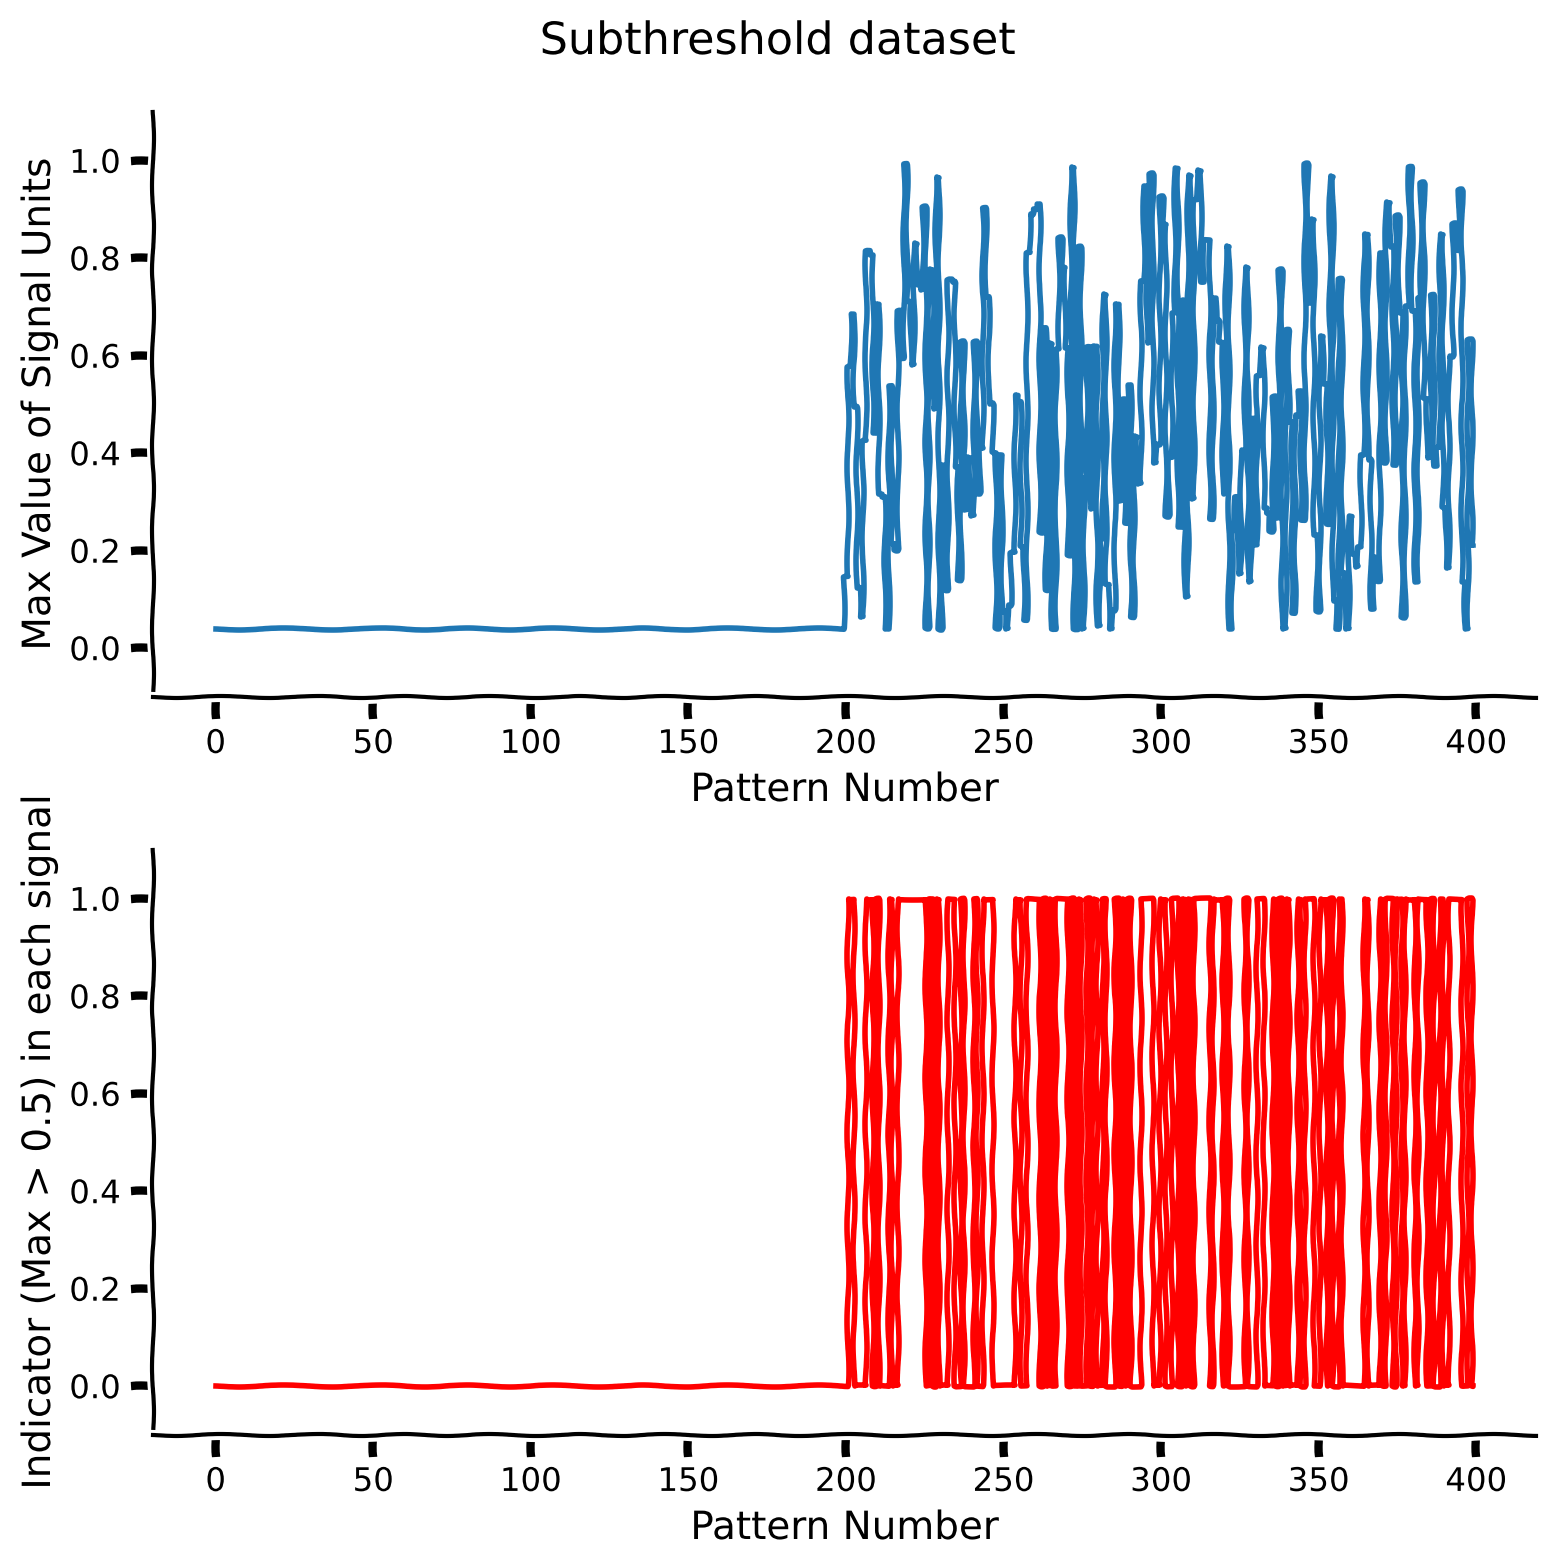 Subthreshold dataset
Max Value of Signal Units
1.0
0.8
0.6
0.4
0.2
0.0
0 50 100 150 200 250 300 350 400
Pattern Number
Indicator (Max > 0.5) in each signal
1.0
0.8
0.6
0.4
0.2
0.0
0 50 100 150 200 250 300 350 400
Pattern Number